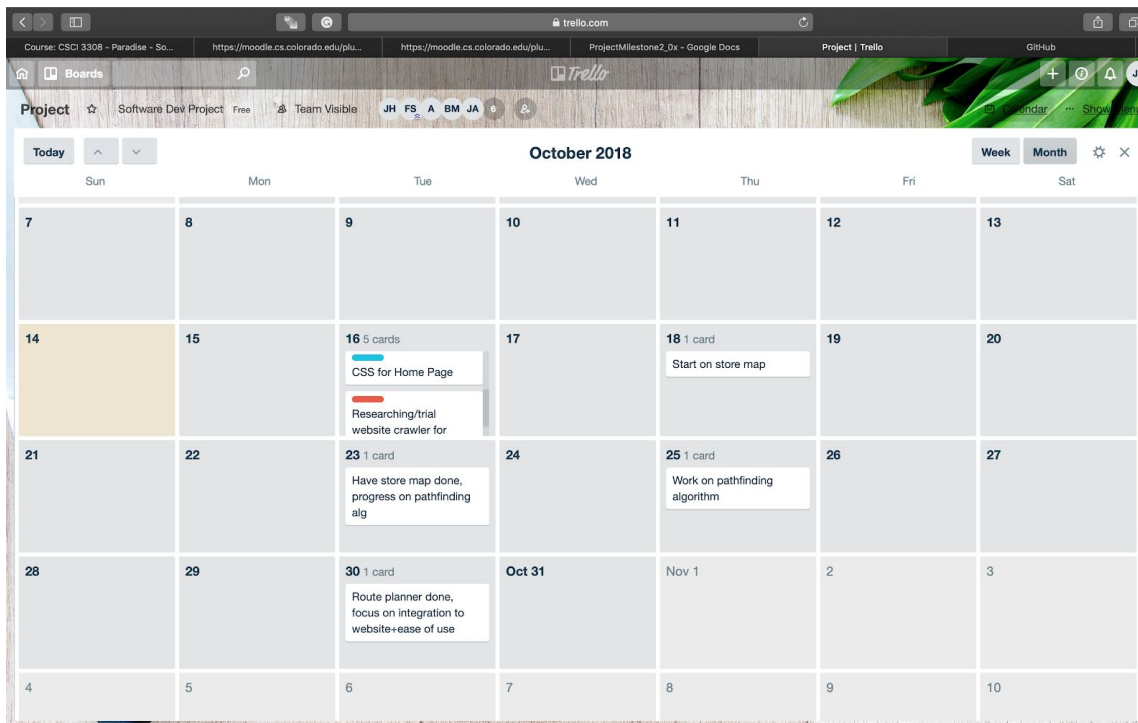 trello.com
Course: CSCI 3308 - Paradise - So...
https://moodle.cs.colorado.edu/plu...
https://moodle.cs.colorado.edu/plu...
ProjectMilestone2_0x - Google Docs
Project | Trello
GitHub
Boards
Trello
Project
Software Dev Project Free
Team Visible
JH FS A BM JA 6
Calendar
... Show
Today
October 2018
Week Month
Sun Mon Tue Wed Thu Fri Sat
7 8 9 10 11 12 13
14 15 16 5 cards 17 18 1 card 19 20
CSS for Home Page
Start on store map
Researching/trial
website crawler for
21 22 23 1 card 24 25 1 card 26 27
Have store map done,
progress on pathfinding
alg
Work on pathfinding
algorithm
28 29 30 1 card Oct 31 Nov 1 2 3
Route planner done,
focus on integration to
website+ease of use
4 5 6 7 8 9 10